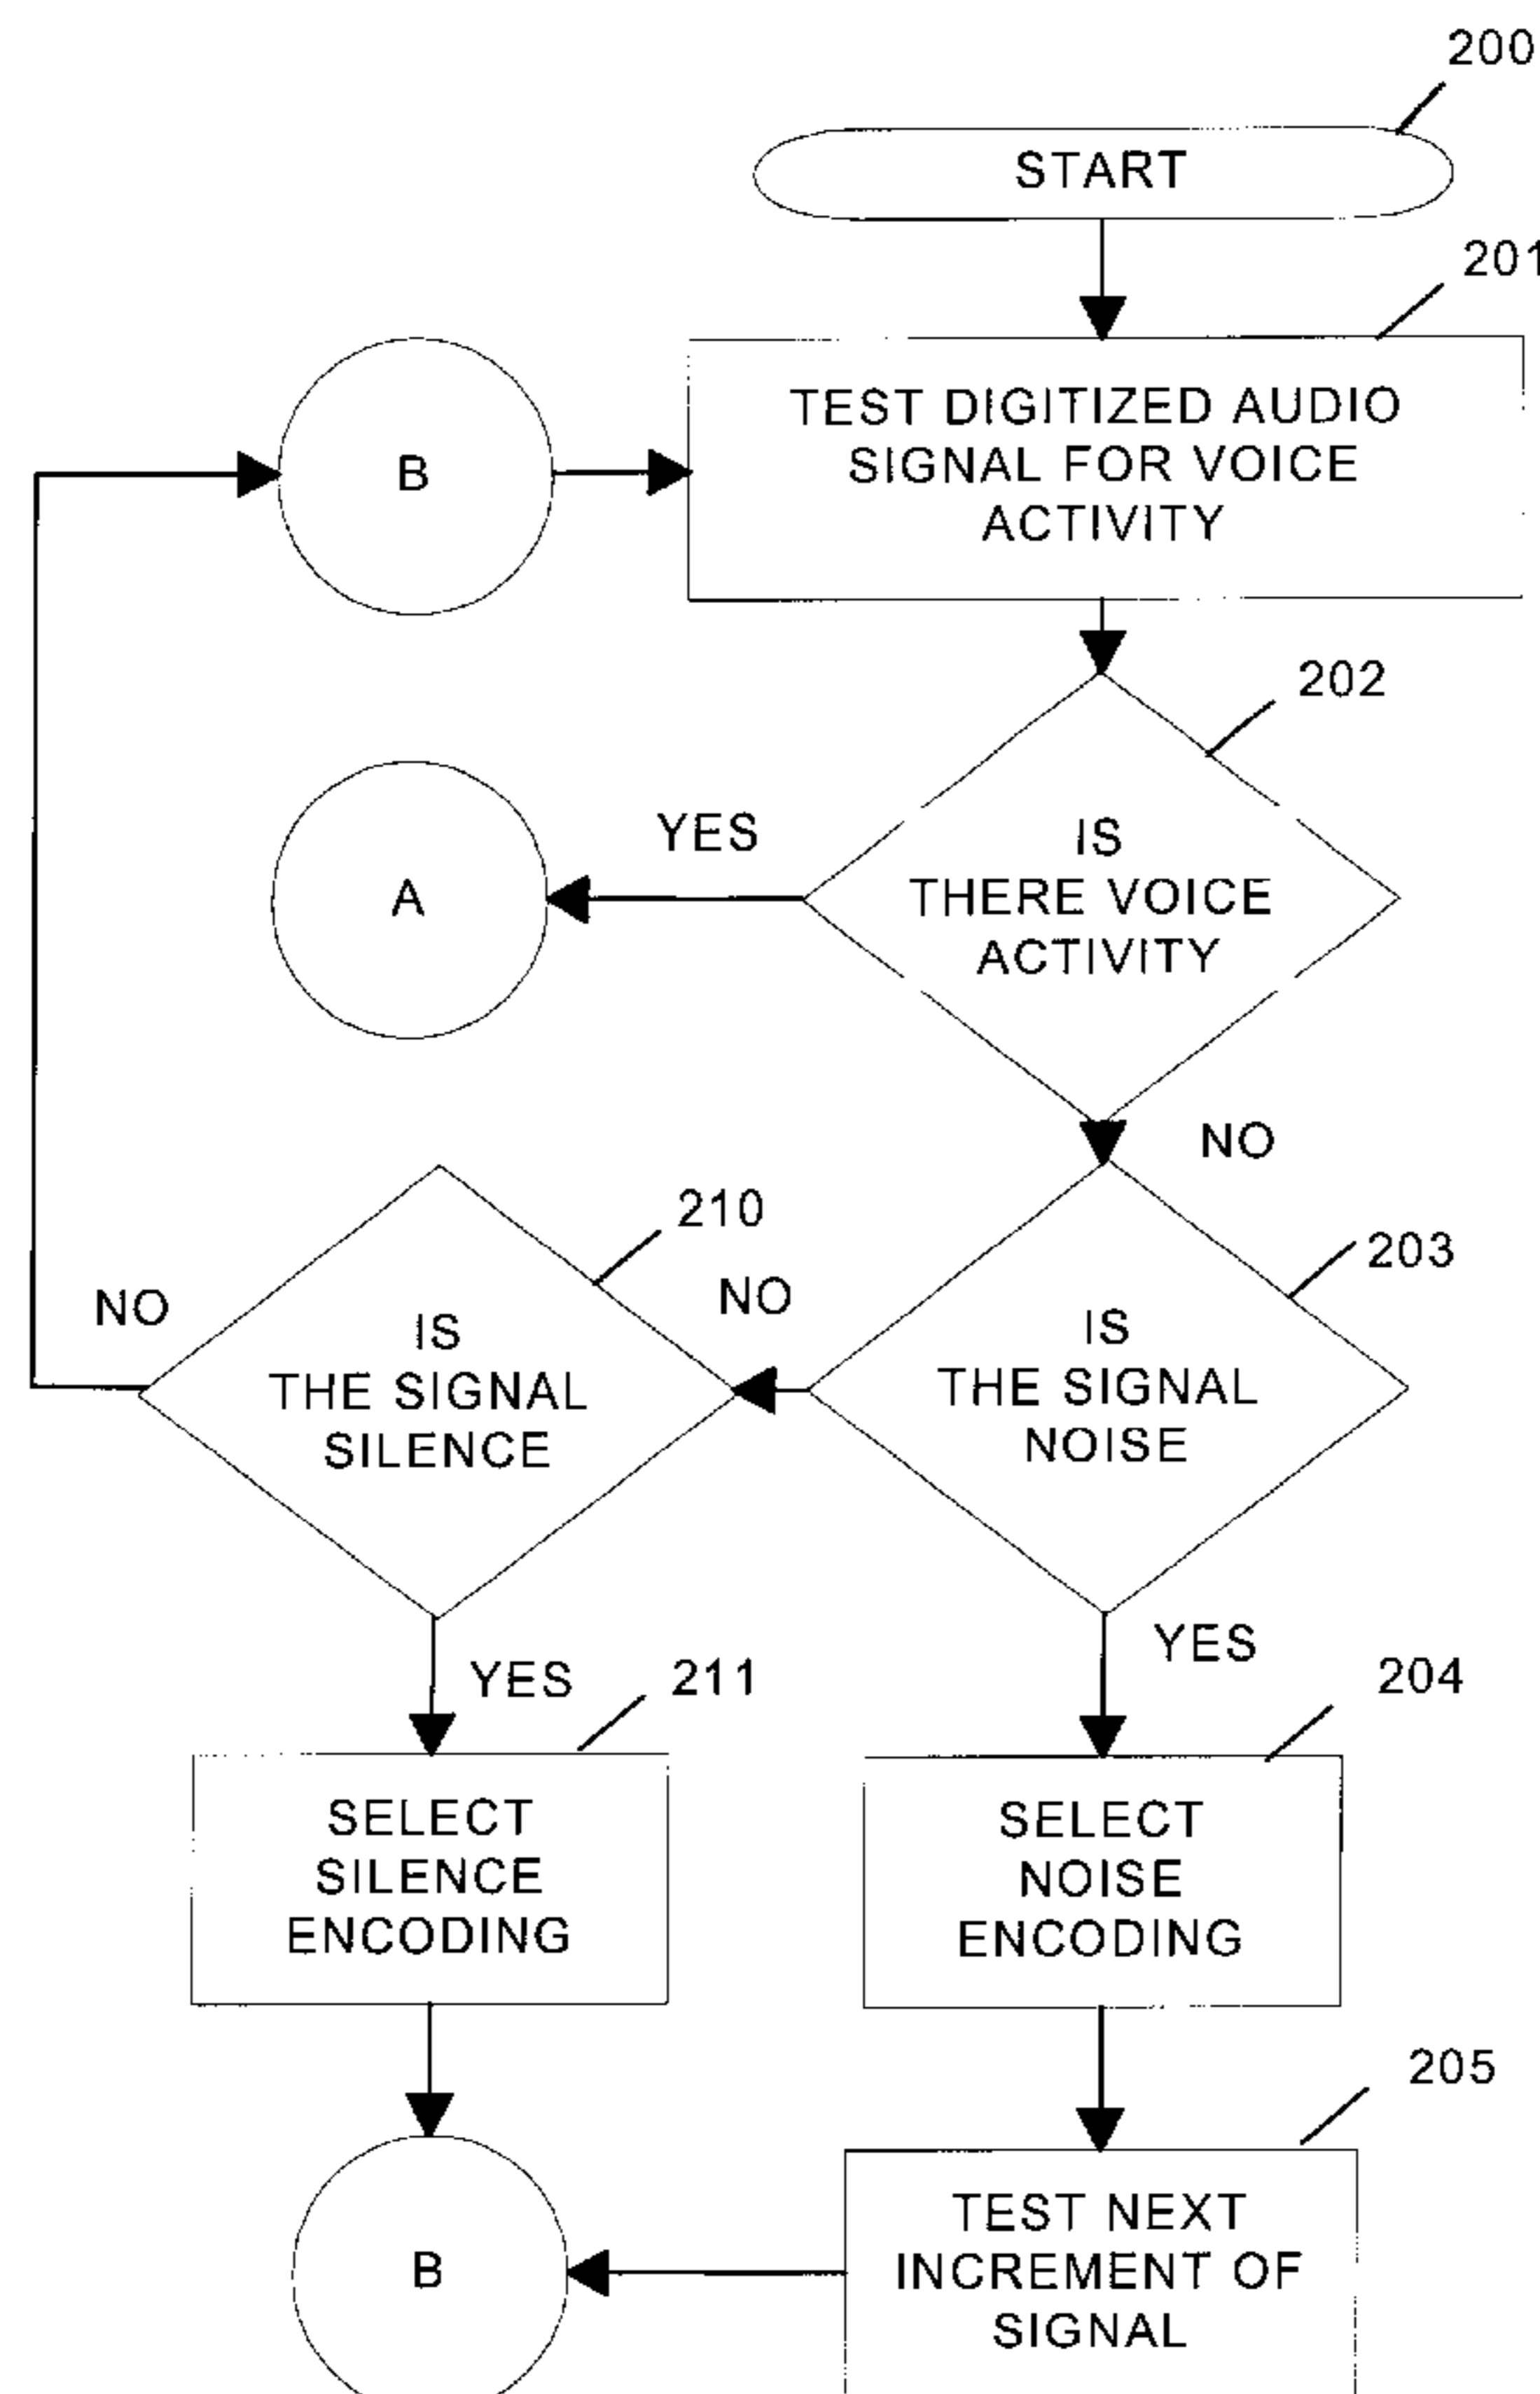 200
START
201
TEST DIGITIZED AUDIO
SIGNAL FOR VOICE
ACTIVITY
B
202
IS
THERE VOICE
ACTIVITY
YES
A
NO
203
IS
THE SIGNAL
NOISE
NO
210
IS
THE SIGNAL
SILENCE
NO
YES
211
SELECT
SILENCE
ENCODING
YES
204
SELECT
NOISE
ENCODING
205
TEST NEXT
INCREMENT OF
SIGNAL
B